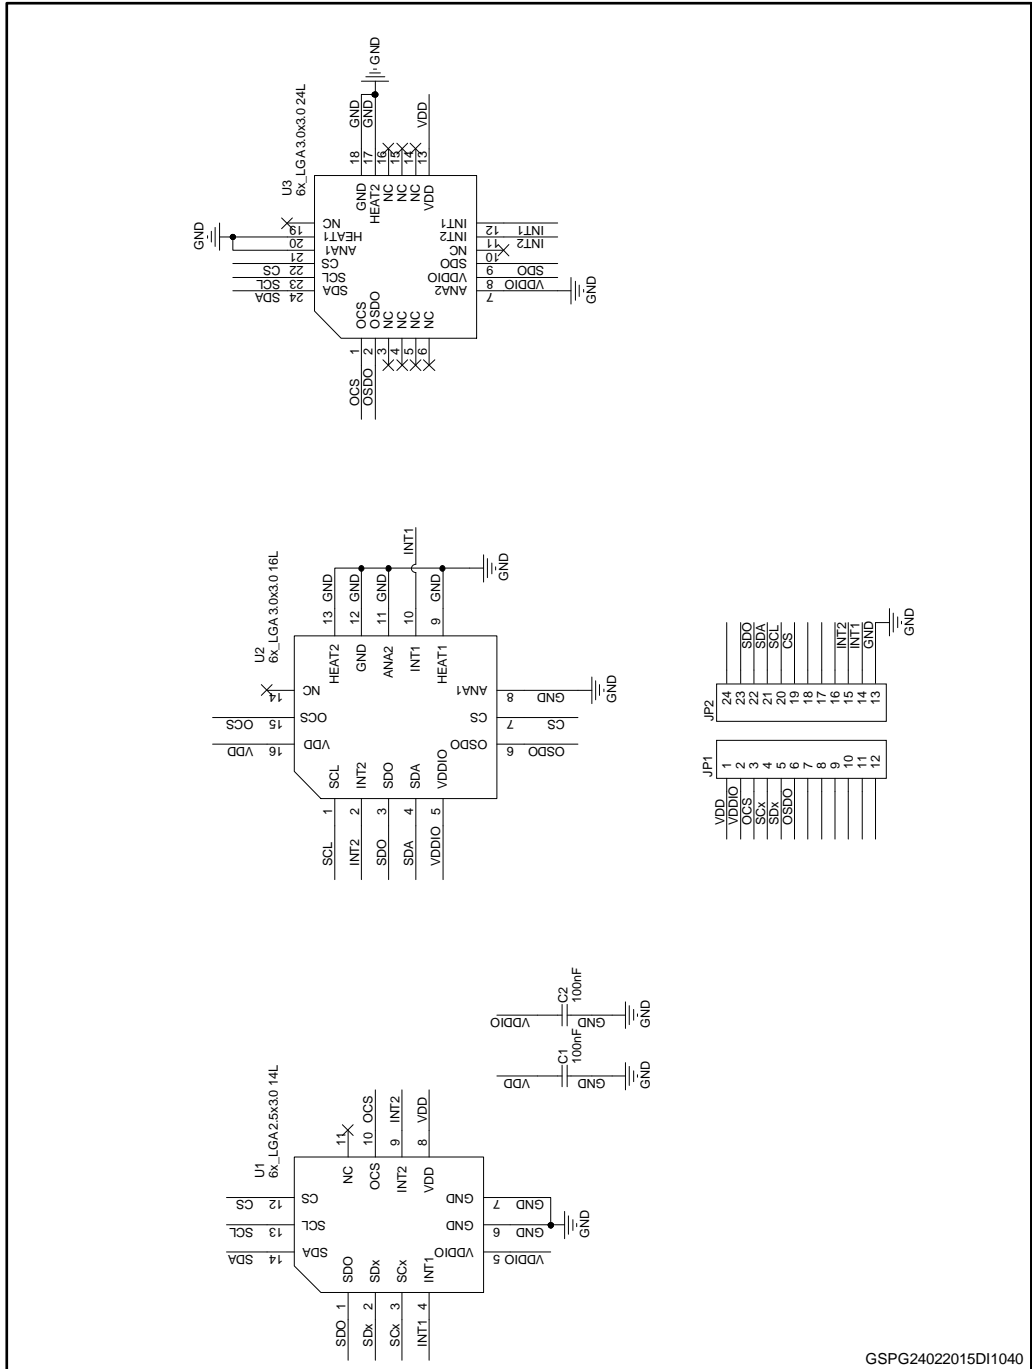 U3
6x_LGA 3.0x3.0 24L
GND
18 GND
17 GND
16
15
14
13 VDD
GND
HEAT2
NC
NC
NC
VDD
GND
19 NC
20 HEAT1
21 ANA1
CS 22 CS
SCL 23 SCL
SDA 24 SDA
INT1 12 INT1
INT2 11 INT2
10 NC
SDO 9 SDO
VDDIO 8 VDDIO
7 ANA2
GND
OCS 1 OCS
OSDO 2 OSDO
3 NC
4 NC
5 NC
6 NC
U2
6x_LGA 3.0x3.0 16L
HEAT2 13 GND
GND 12 GND
ANA2 11 GND
INT1 10 INT1
HEAT1 9 GND
GND
14 NC
OCS 15 OCS
VDD 16 VDD
ANA1 8 GND
GND
CS 7 CS
OSDO 6 OSDO
SCL 1 SCL
INT2 2 INT2
SDO 3 SDO
SDA 4 SDA
VDDIO 5 VDDIO
JP2
24
23
22 SDO
21 SDA
20 SCL
19 CS
18
17
16
15 INT2
14 INT1
13 GND
GND
JP1
VDD 1
VDDIO 2
OCS 3
SCx 4
SDx 5
OSDO 6
7
8
9
10
11
12
VDDIO
C2
100nF
GND
GND
VDD
C1
100nF
GND
GND
U1
6x_LGA 2.5x3.0 14L
NC 11
OCS 10 OCS
INT2 9 INT2
VDD 8 VDD
CS 12 CS
SCL 13 SCL
SDA 14 SDA
GND 7 GND
GND 6 GND
VDDIO 5 VDDIO
GND
SDO 1 SDO
SDx 2 SDx
SCx 3 SCx
INT1 4 INT1
GSPG24022015DI1040